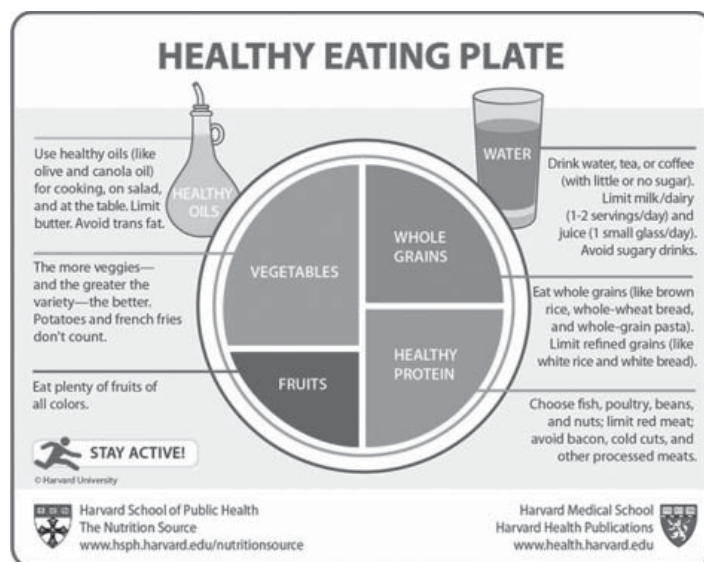 HEALTHY EATING PLATE
Use healthy oils (like
olive and canola oil)
for cooking, on salad,
and at the table. Limit
butter. Avoid trans fat.
HEALTHY
OILS
The more veggies—
and the greater the
variety—the better.
Potatoes and french fries
don't count.
Eat plenty of fruits of
all colors.
VEGETABLES
FRUITS
WHOLE
GRAINS
HEALTHY
PROTEIN
WATER
Drink water, tea, or coffee
(with little or no sugar).
Limit milk/dairy
(1-2 servings/day) and
juice (1 small glass/day).
Avoid sugary drinks.
Eat whole grains (like brown
rice, whole-wheat bread,
and whole-grain pasta).
Limit refined grains (like
white rice and white bread).
Choose fish, poultry, beans,
and nuts; limit red meat;
avoid bacon, cold cuts, and
other processed meats.
STAY ACTIVE!
© Harvard University
Harvard School of Public Health
The Nutrition Source
www.hsph.harvard.edu/nutritionsource
Harvard Medical School
Harvard Health Publications
www.health.harvard.edu